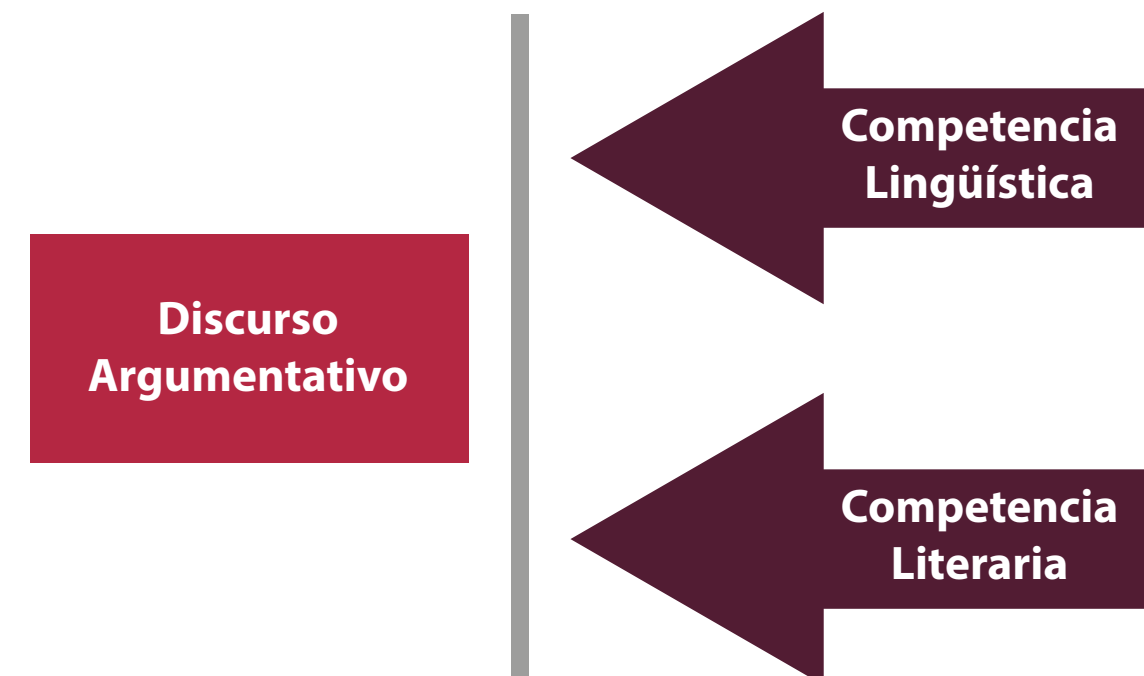 Discurso
Argumentativo
Competencia
Lingüística
Competencia
Literaria